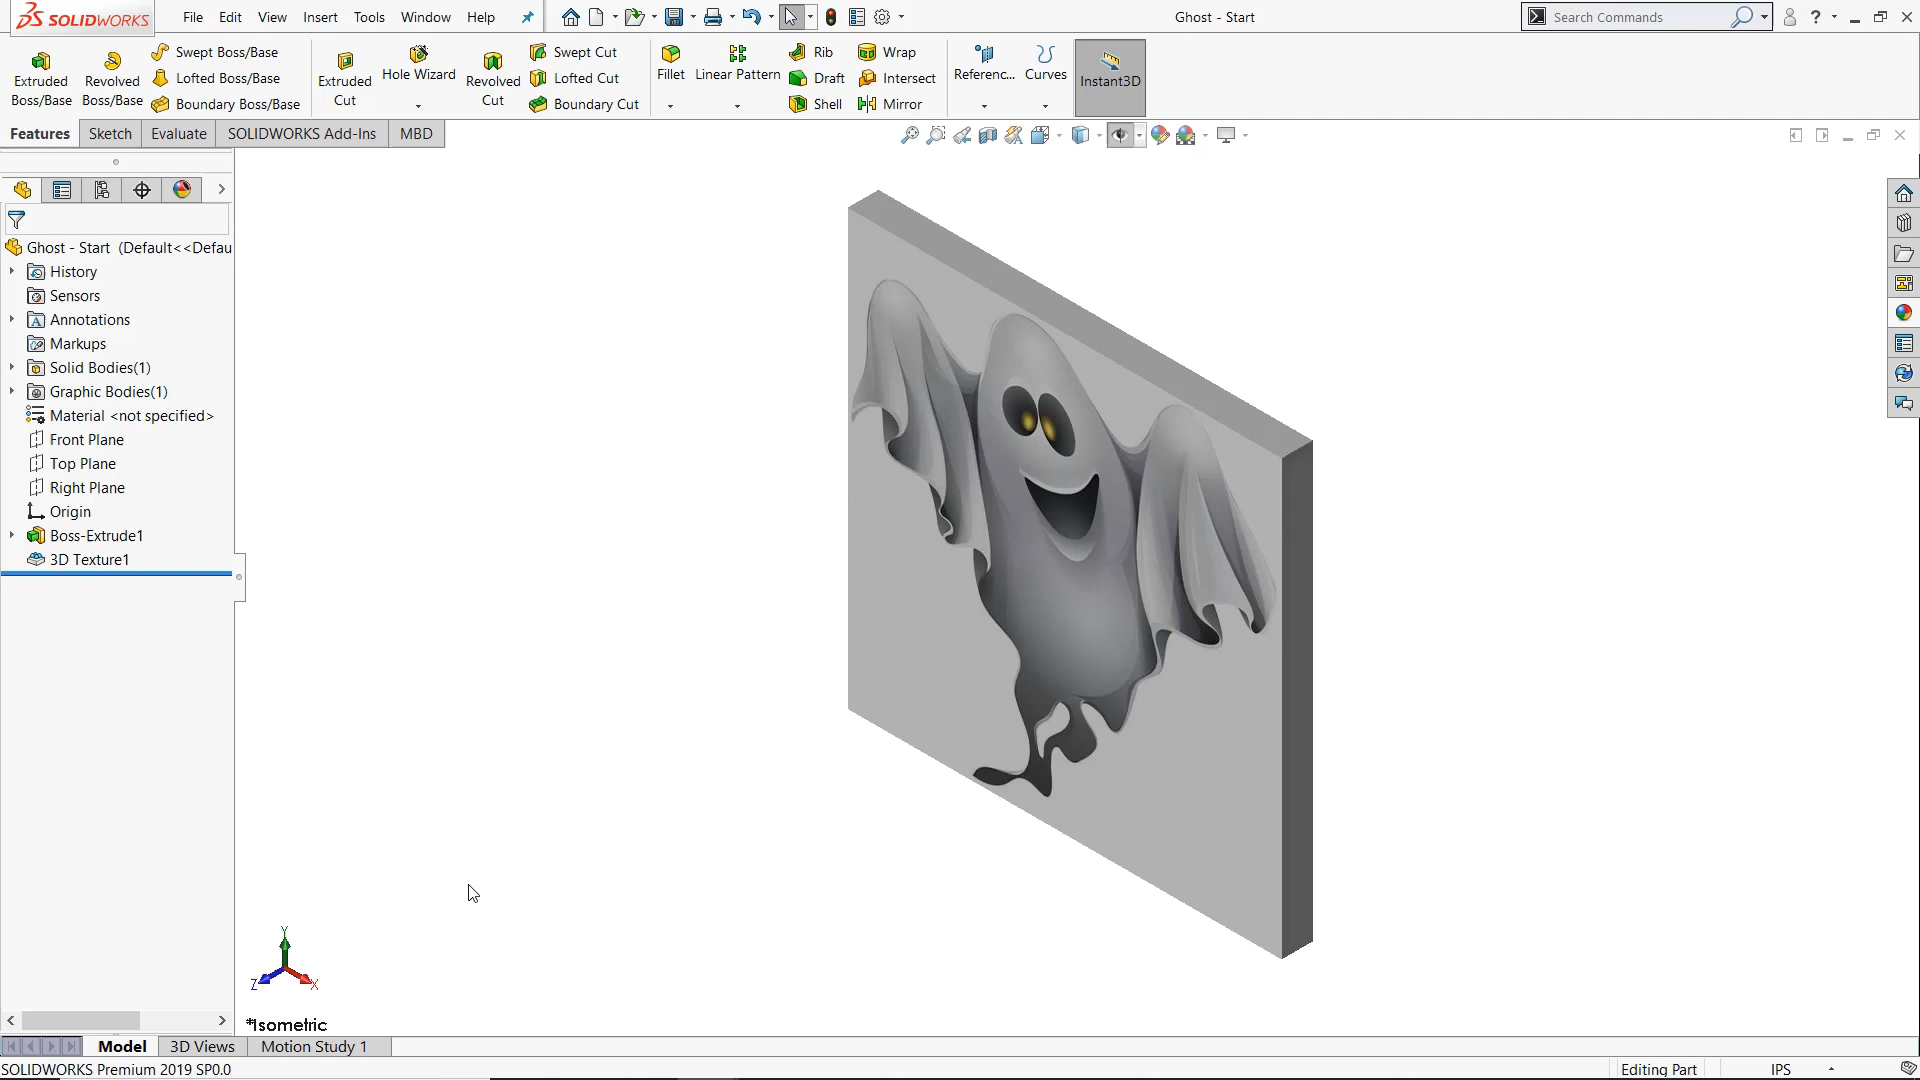 SOLIDWORKS
File Edit View Insert Tools Window Help
Ghost - Start
Search Commands
Extruded Boss/Base
Revolved Boss/Base
Swept Boss/Base
Lofted Boss/Base
Boundary Boss/Base
Extruded Cut
Hole Wizard
Revolved Cut
Swept Cut
Lofted Cut
Boundary Cut
Fillet
Linear Pattern
Rib
Draft
Shell
Wrap
Intersect
Mirror
Referenc...
Curves
Instant3D
Features Sketch Evaluate SOLIDWORKS Add-Ins MBD
Ghost - Start (Default<<Defau
History
Sensors
Annotations
Markups
Solid Bodies(1)
Graphic Bodies(1)
Material <not specified>
Front Plane
Top Plane
Right Plane
Origin
Boss-Extrude1
3D Texture1
Y
Z
X
*Isometric
Model 3D Views Motion Study 1
SOLIDWORKS Premium 2019 SP0.0
Editing Part
IPS